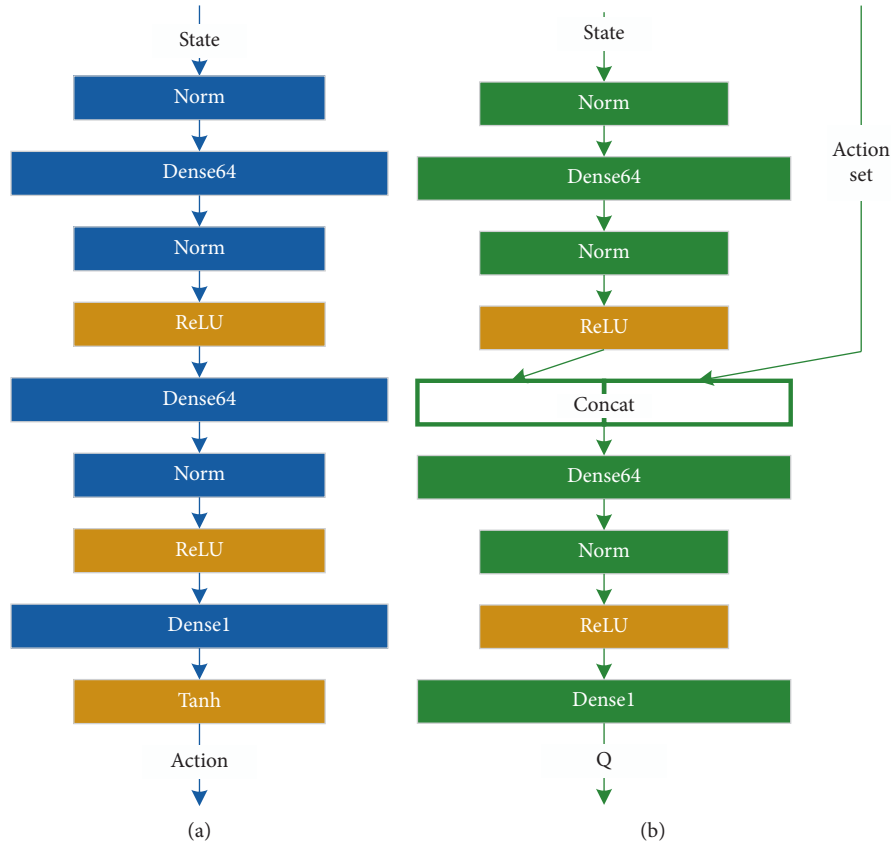 State
Norm
Dense64
Norm
ReLU
Dense64
Norm
ReLU
Dense1
Tanh
Action
(a)
State
Norm
Dense64
Norm
ReLU
Action
set
Concat
Dense64
Norm
ReLU
Dense1
Q
(b)